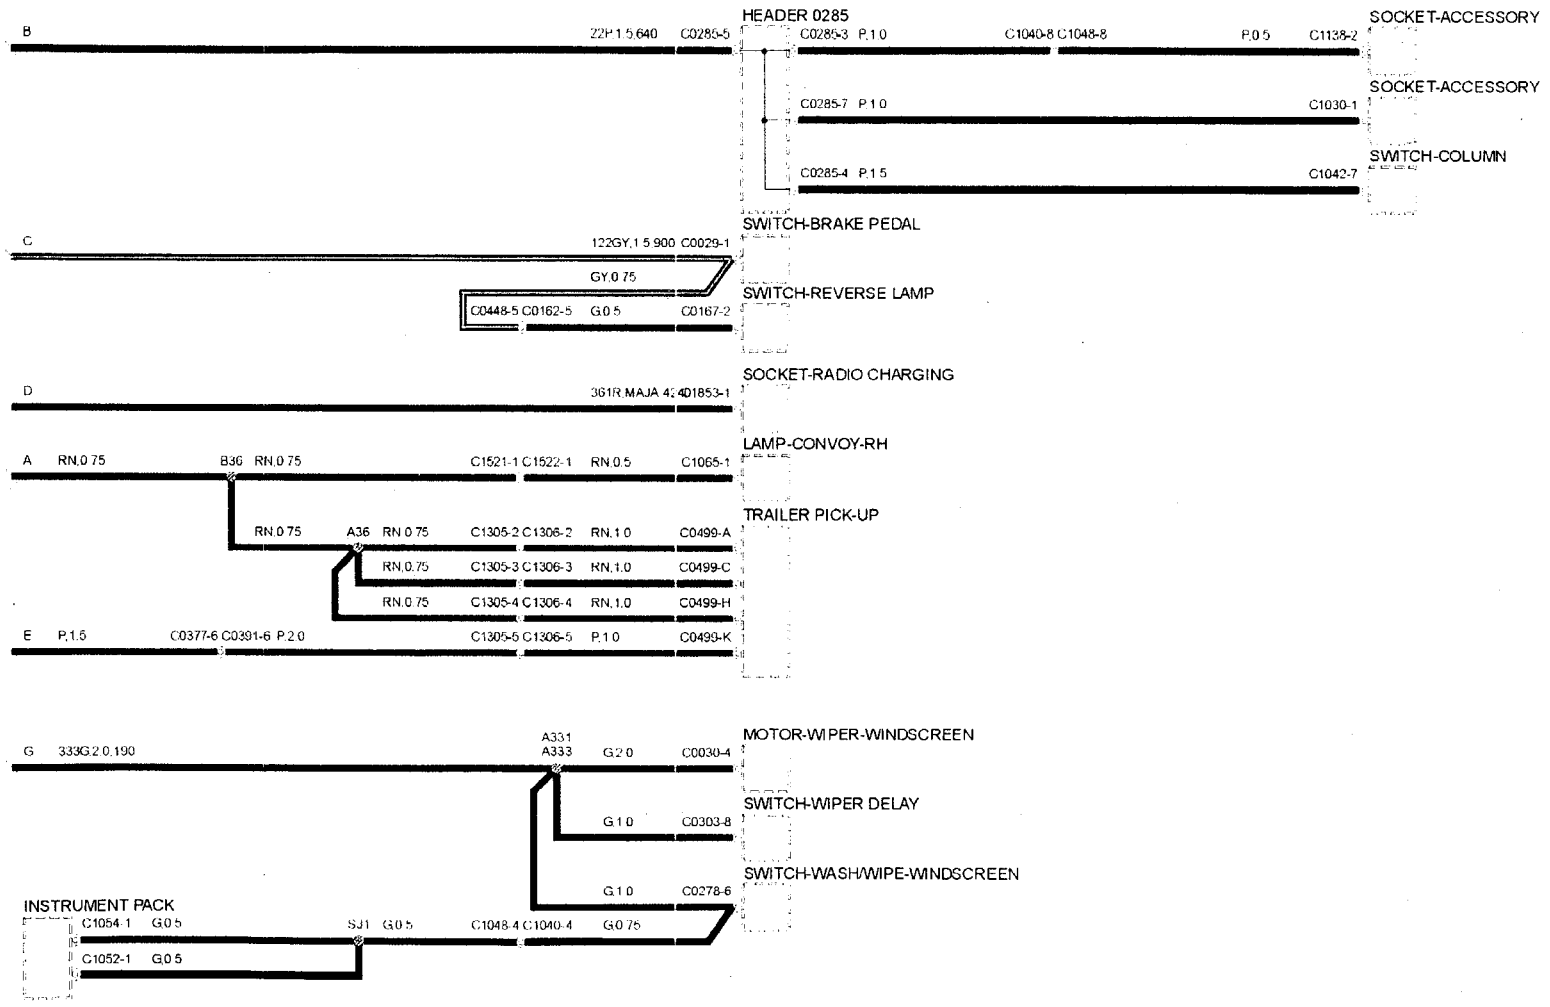 HEADER 0285
SOCKET-ACCESSORY
B 22P,1.5,640 C0285-5 C0285-3 P,1.0 C1040-8 C1048-8 P,0.5 C1138-2
SOCKET-ACCESSORY
C0285-7 P,1.0 C1030-1
SWITCH-COLUMN
C0285-4 P,1.5 C1042-7
SWITCH-BRAKE PEDAL
C 122GY,1.5,900 C0029-1
GY,0.75
SWITCH-REVERSE LAMP
C0448-5 C0162-5 G,0.5 C0167-2
SOCKET-RADIO CHARGING
D 361R,MAJA
LAMP-CONVOY-RH
A RN,0.75 B36 RN,0.75 C1521-1 C1522-1 RN,0.5 C1065-1
TRAILER PICK-UP
RN,0.75 A36 RN,0.75 C1305-2 C1306-2 RN,1.0 C0499-A
RN,0.75 C1305-3 C1306-3 RN,1.0 C0499-C
RN,0.75 C1305-4 C1306-4 RN,1.0 C0499-H
E P,1.5 C0377-6 C0391-6 P,2.0 C1305-5 C1306-5 P,1.0 C0499-K
MOTOR-WIPER-WINDSCREEN
A331
G 333G,2.0,190 A333 G,2.0 C0030-4
SWITCH-WIPER DELAY
G,1.0 C0303-8
SWITCH-WASH/WIPE-WINDSCREEN
G,1.0 C0278-6
INSTRUMENT PACK
C1054-1 G,0.5 SJ1 G,0.5 C1048-4 C1040-4 G,0.75
C1052-1 G,0.5